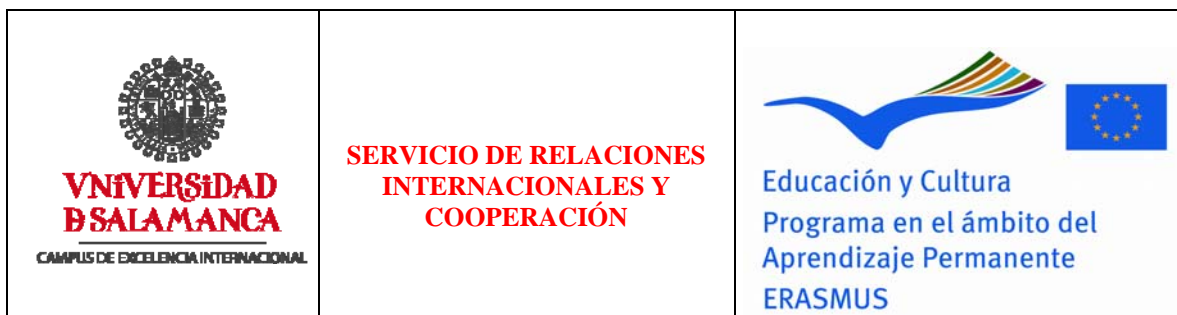 VNiVERSiDAD
D SALAMANCA
CAMPUS DE EXCELENCIA INTERNACIONAL
SERVICIO DE RELACIONES
INTERNACIONALES Y
COOPERACIÓN
Educación y Cultura
Programa en el ámbito del
Aprendizaje Permanente
ERASMUS